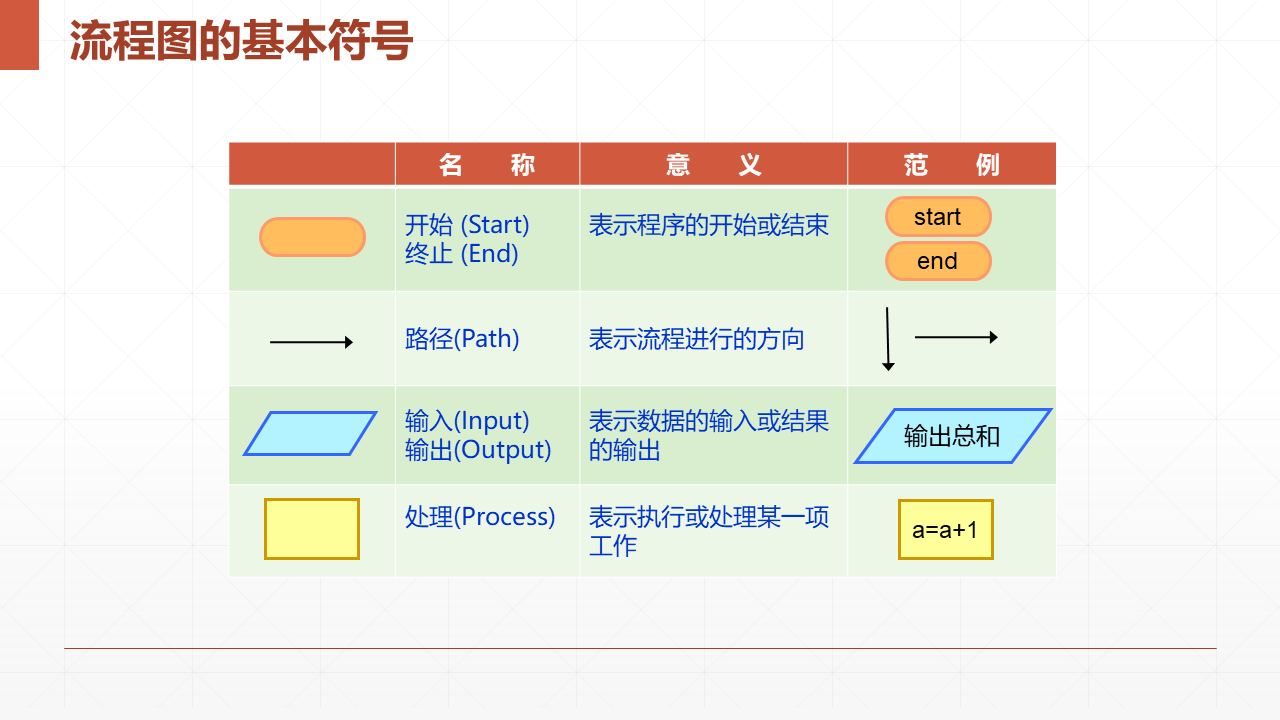 流程图的基本符号
名 称 意 义 范 例
开始 (Start)
终止 (End)
表示程序的开始或结束
start
end
路径(Path)
表示流程进行的方向
输入(Input)
输出(Output)
表示数据的输入或结果
的输出
输出总和
处理(Process)
表示执行或处理某一项
工作
a=a+1